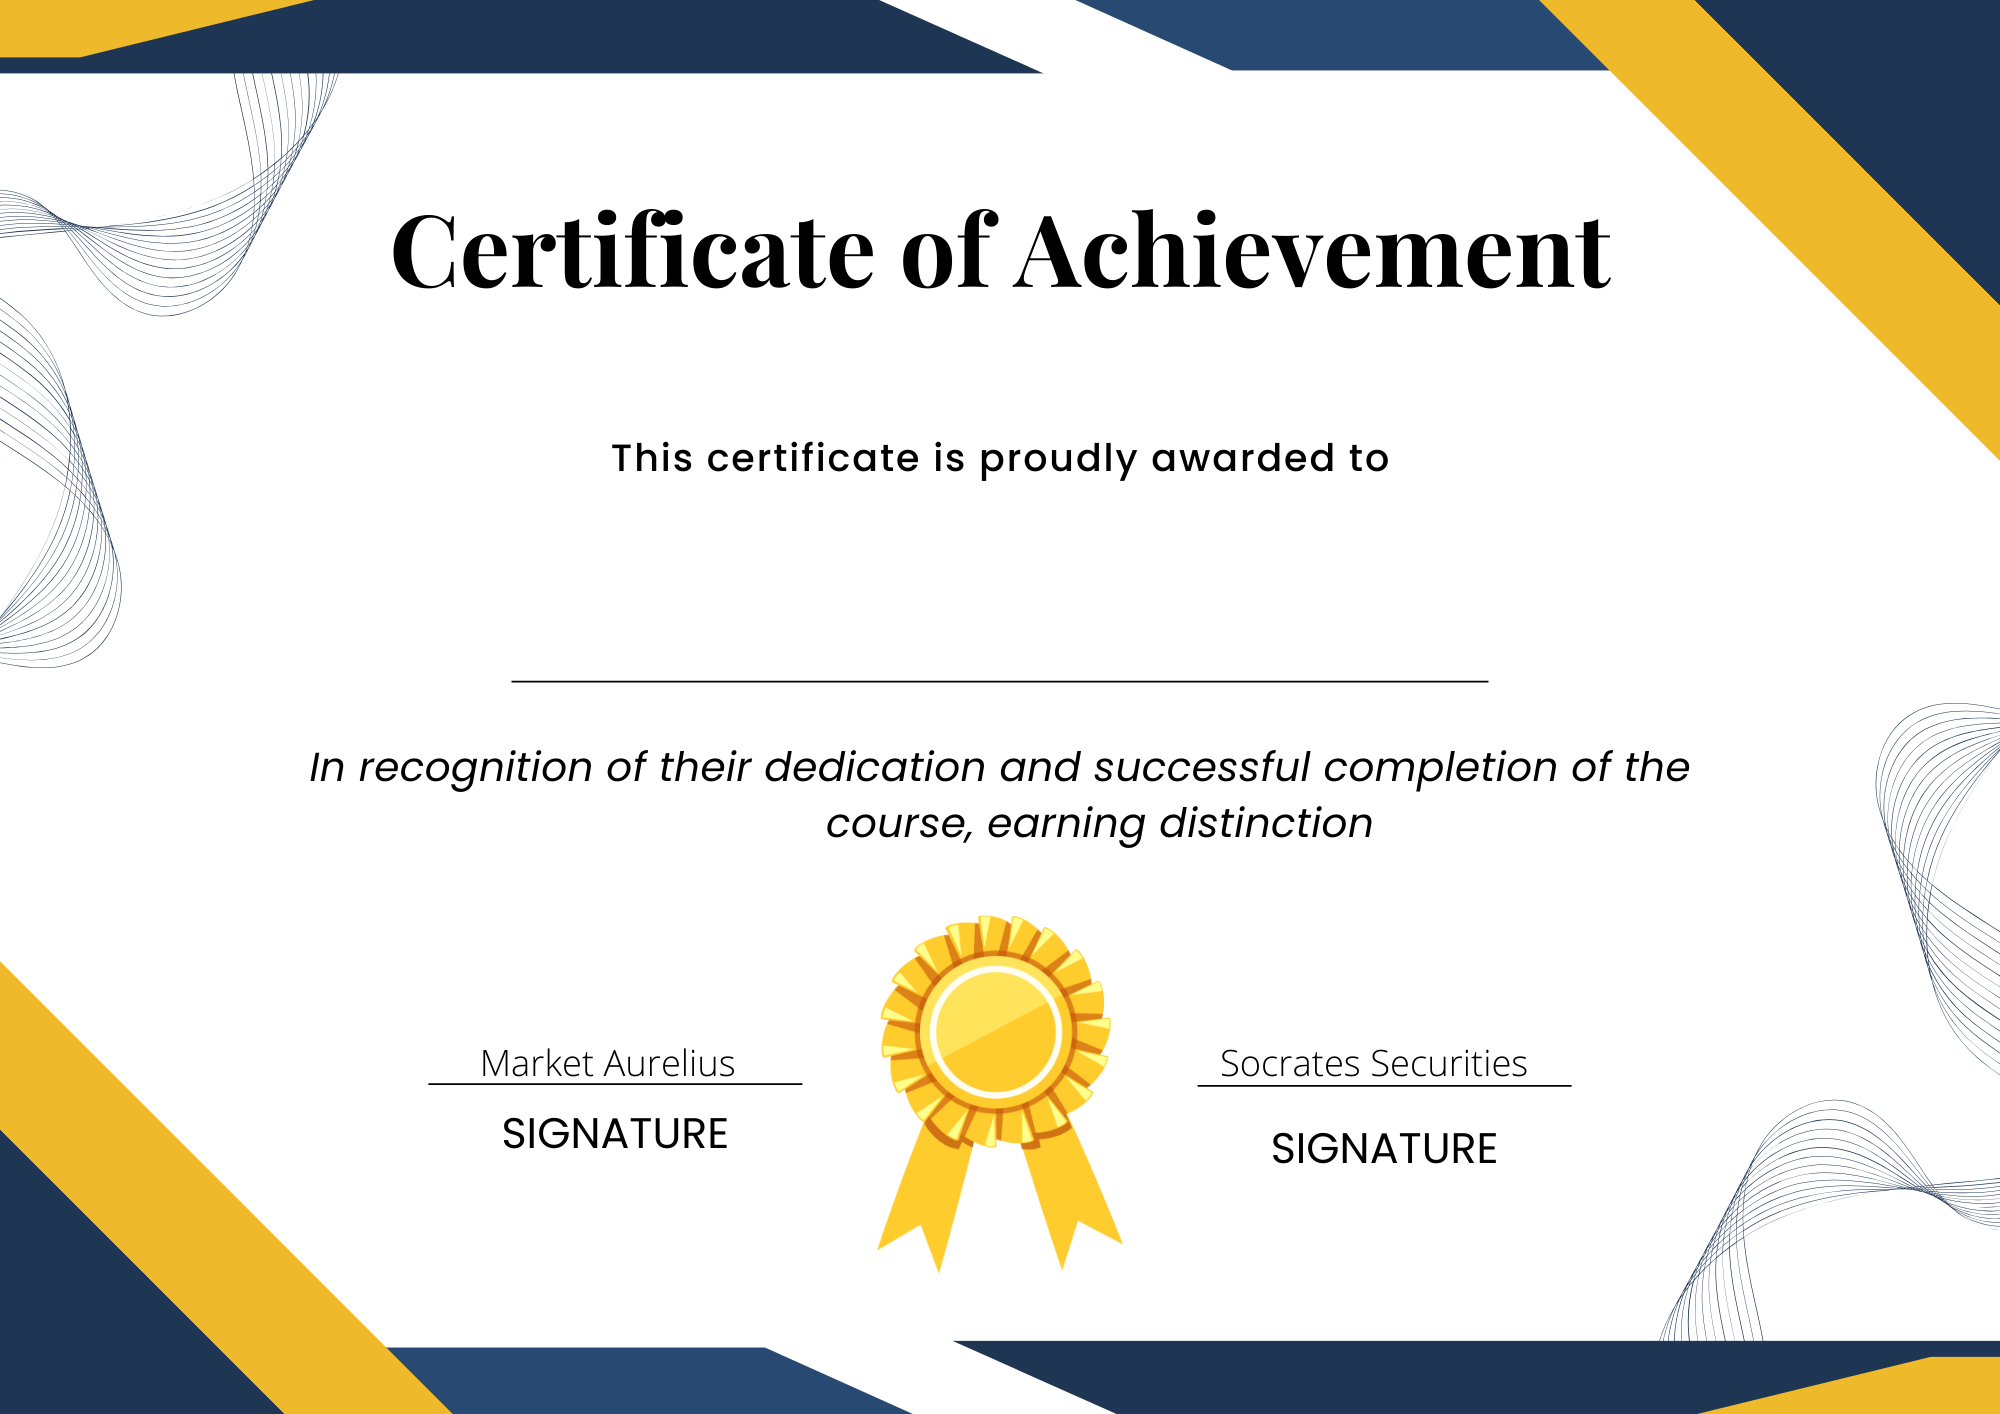 Certificate of Achievement
This certificate is proudly awarded to
In recognition of their dedication and successful completion of the
course, earning distinction
Market Aurelius
Socrates Securities
SIGNATURE
SIGNATURE